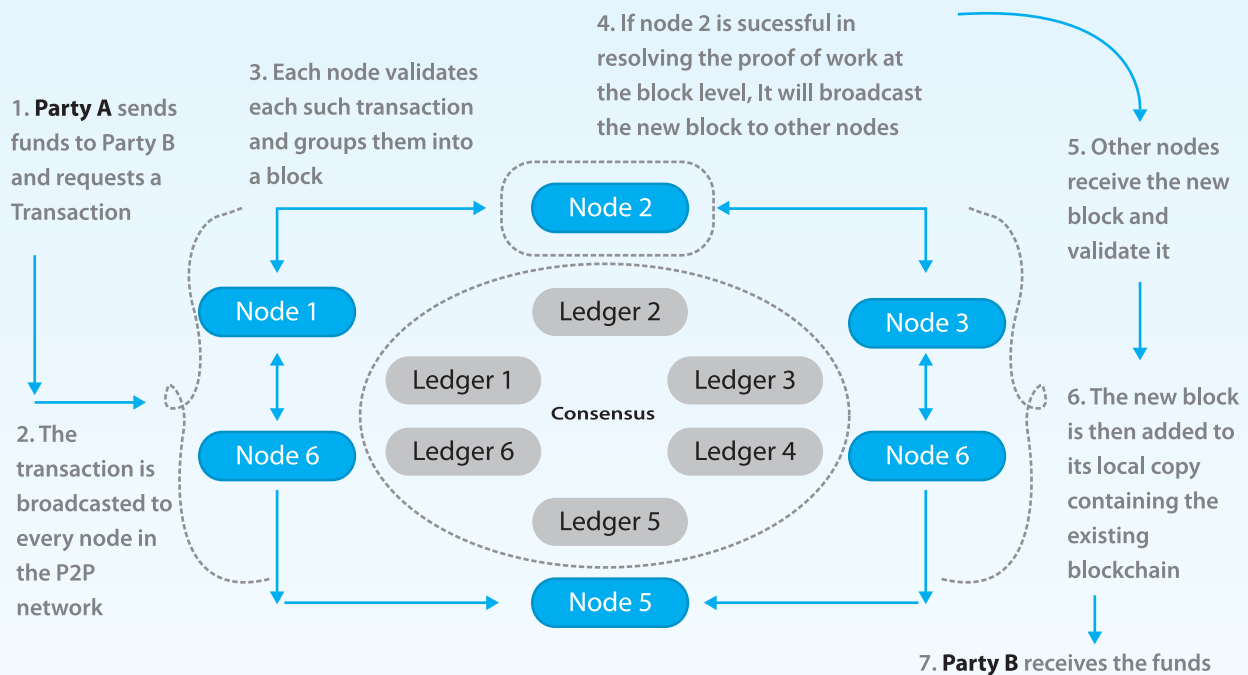 1. Party A sends
funds to Party B
and requests a
Transaction
2. The
transaction is
broadcasted to
every node in
the P2P
network
3. Each node validates
each such transaction
and groups them into
a block
4. If node 2 is sucessful in
resolving the proof of work at
the block level, It will broadcast
the new block to other nodes
5. Other nodes
receive the new
block and
validate it
6. The new block
is then added to
its local copy
containing the
existing
blockchain
7. Party B receives the funds
Node 2
Node 1
Node 3
Node 6
Node 6
Node 5
Ledger 2
Ledger 1
Ledger 3
Consensus
Ledger 6
Ledger 4
Ledger 5